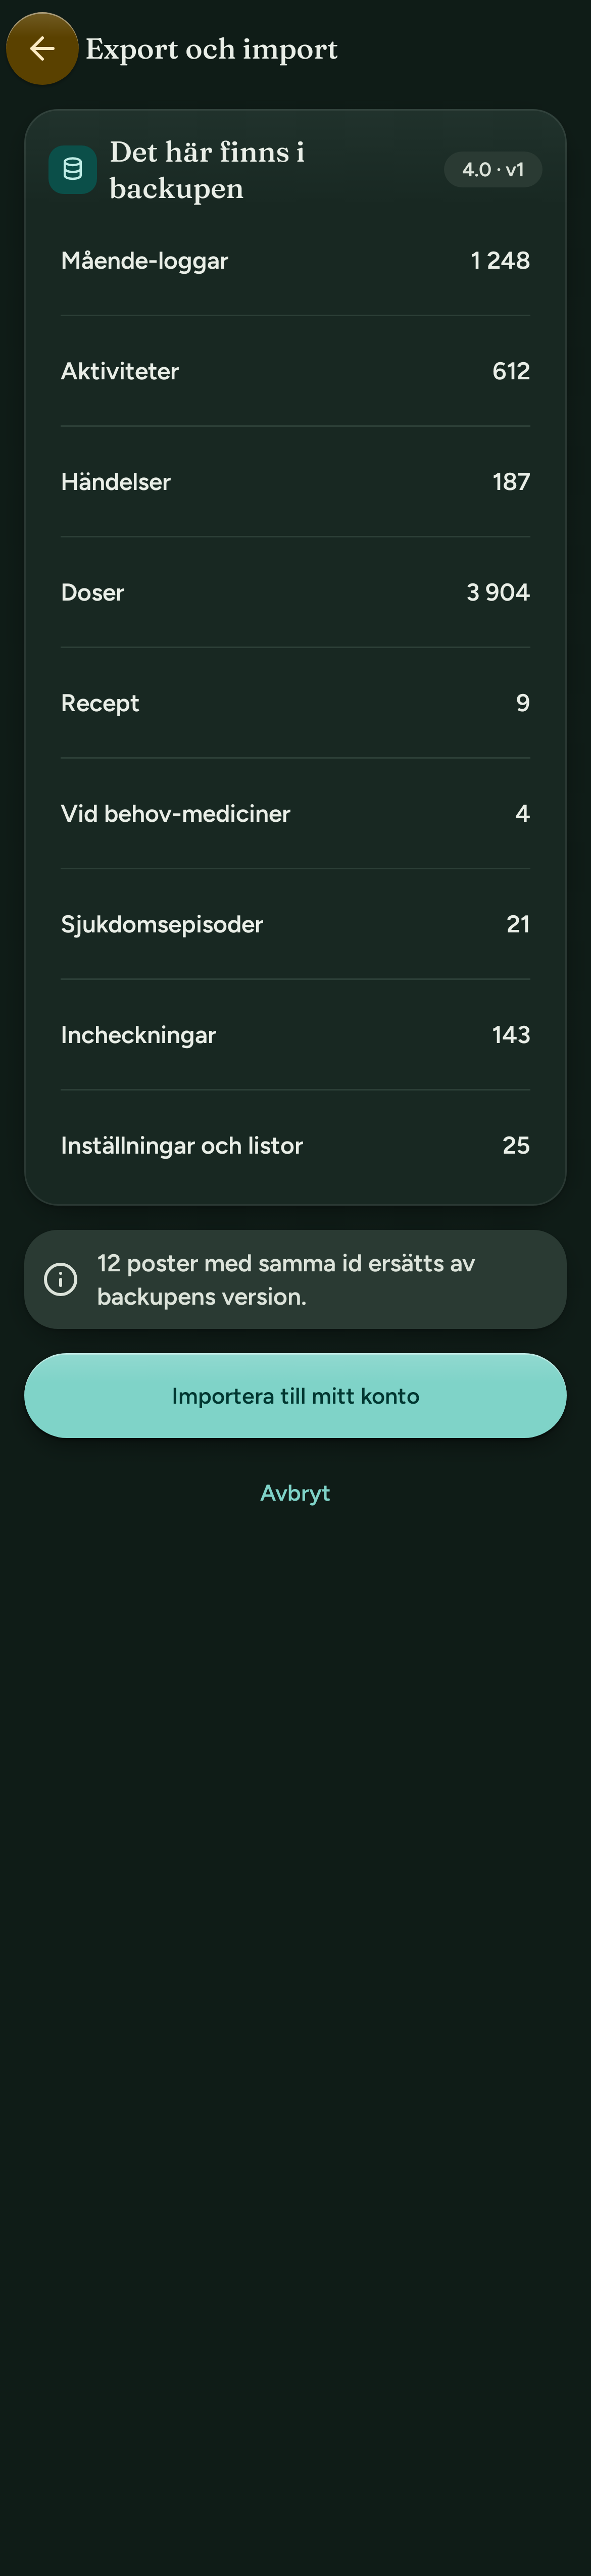 Export och import
Det här finns i
backupen
4.0 · v1
Mående-loggar 1 248
Aktiviteter 612
Händelser 187
Doser 3 904
Recept 9
Vid behov-mediciner 4
Sjukdomsepisoder 21
Incheckningar 143
Inställningar och listor 25
12 poster med samma id ersätts av
backupens version.
Importera till mitt konto
Avbryt